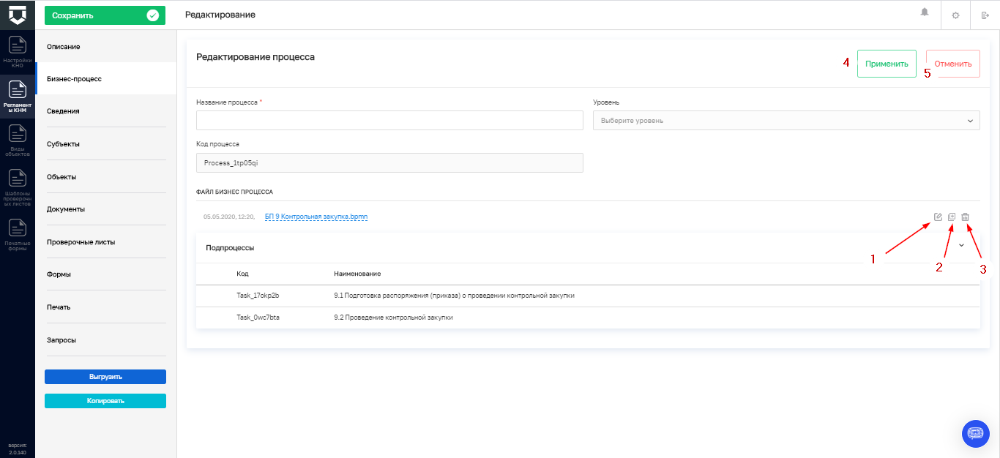 Сохранить
Редактирование
Настройки
КНО
Регламент
ы КНМ
Виды
объектов
Шаблоны
проверочн
ых листов
Печатные
формы
версия:
2.0.140
Описание
Бизнес-процесс
Сведения
Субъекты
Объекты
Документы
Проверочные листы
Формы
Печать
Запросы
Выгрузить
Копировать
Редактирование процесса
4
Применить
5
Отменить
Название процесса *
Уровень
Выберите уровень
Код процесса
Process_1tp05qi
ФАЙЛ БИЗНЕС ПРОЦЕССА
05.05.2020, 12:20,
БП 9 Контрольная закупка.bpmn
1
2
3
Подпроцессы
Код Наименование
Task_17okp2b 9.1 Подготовка распоряжения (приказа) о проведении контрольной закупки
Task_0wc7bta 9.2 Проведение контрольной закупки